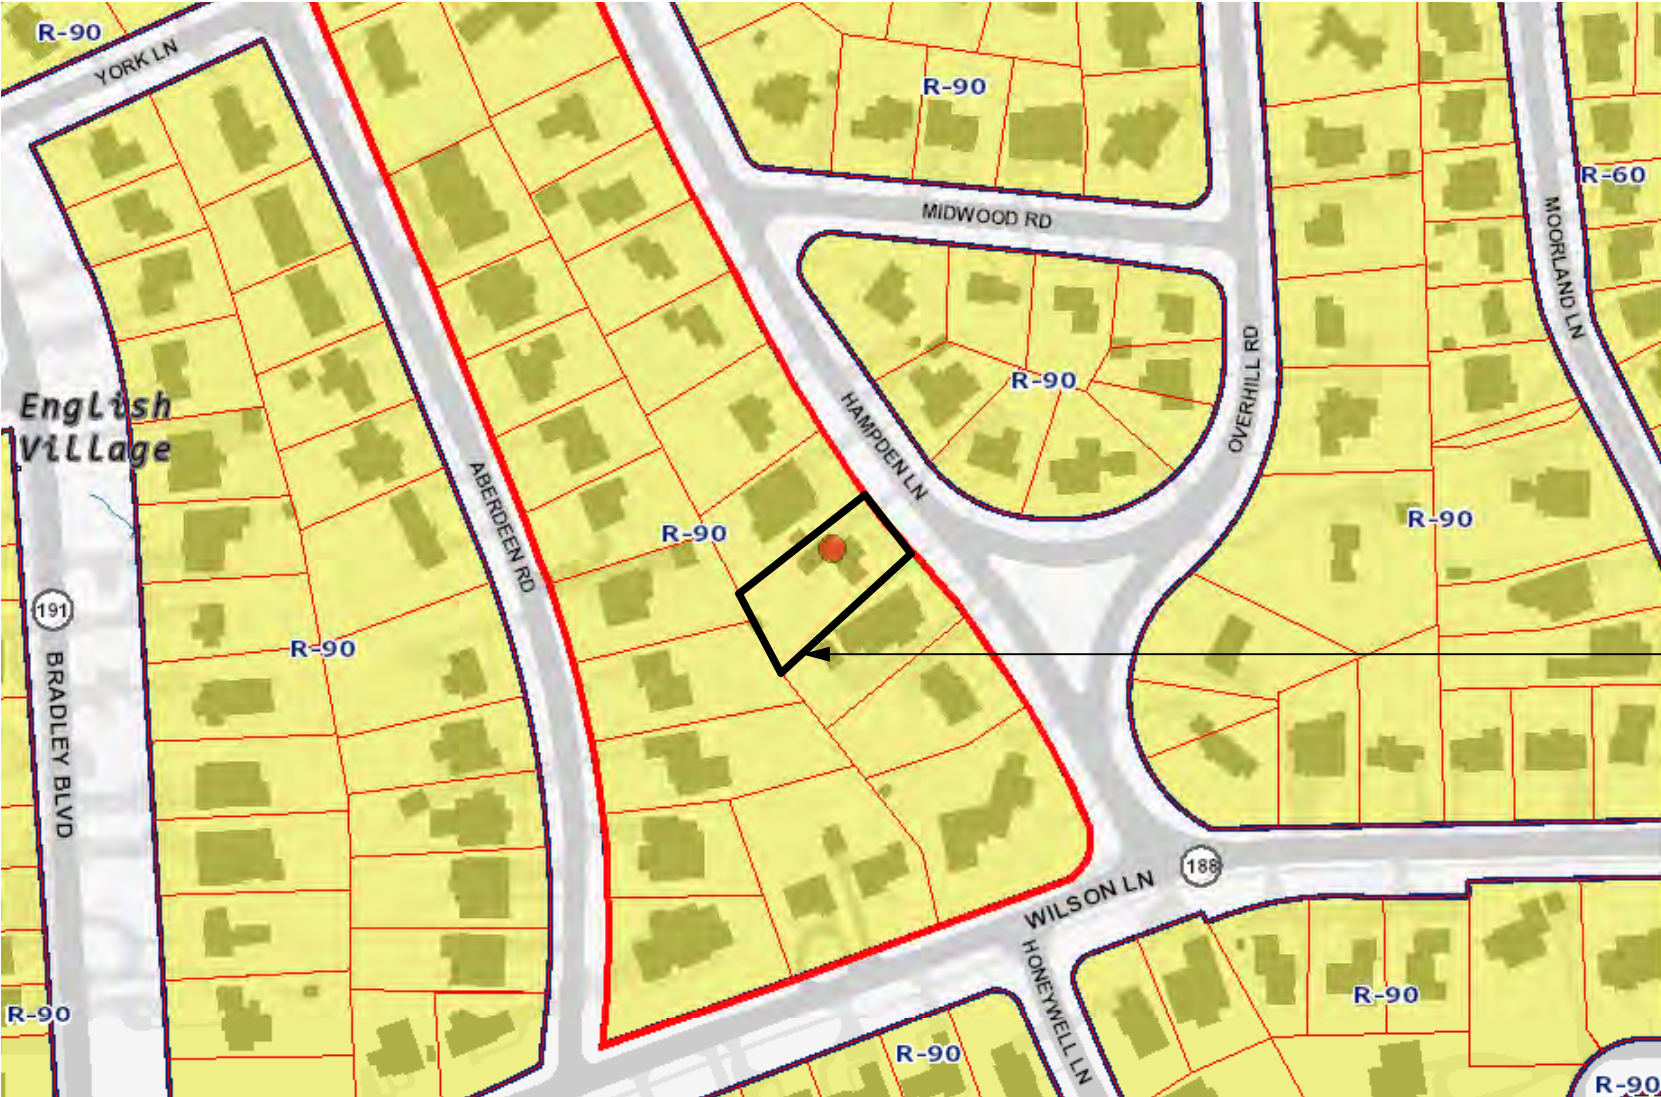 R-90
YORK LN
R-90
MIDWOOD RD
R-60
MOORLAND LN
R-90
OVERHILL RD
English
Village
HAMPDEN LN
ABERDEEN RD
R-90
R-90
191
R-90
BRADLEY BLVD
188
WILSON LN
HONEYWELL LN
R-90
R-90
R-90
R-90